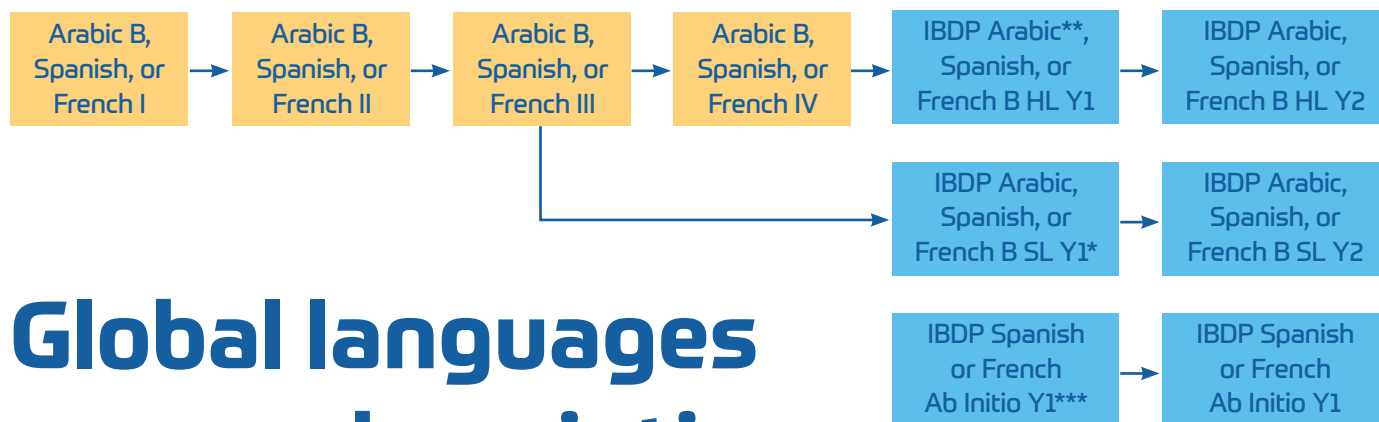 Arabic B,
Spanish, or
French I
Arabic B,
Spanish, or
French II
Arabic B,
Spanish, or
French III
Arabic B,
Spanish, or
French IV
IBDP Arabic**,
Spanish, or
French B HL Y1
IBDP Arabic,
Spanish, or
French B HL Y2
IBDP Arabic,
Spanish, or
French B SL Y1*
IBDP Arabic,
Spanish, or
French B SL Y2
Global languages
IBDP Spanish
or French
Ab Initio Y1***
IBDP Spanish
or French
Ab Initio Y1